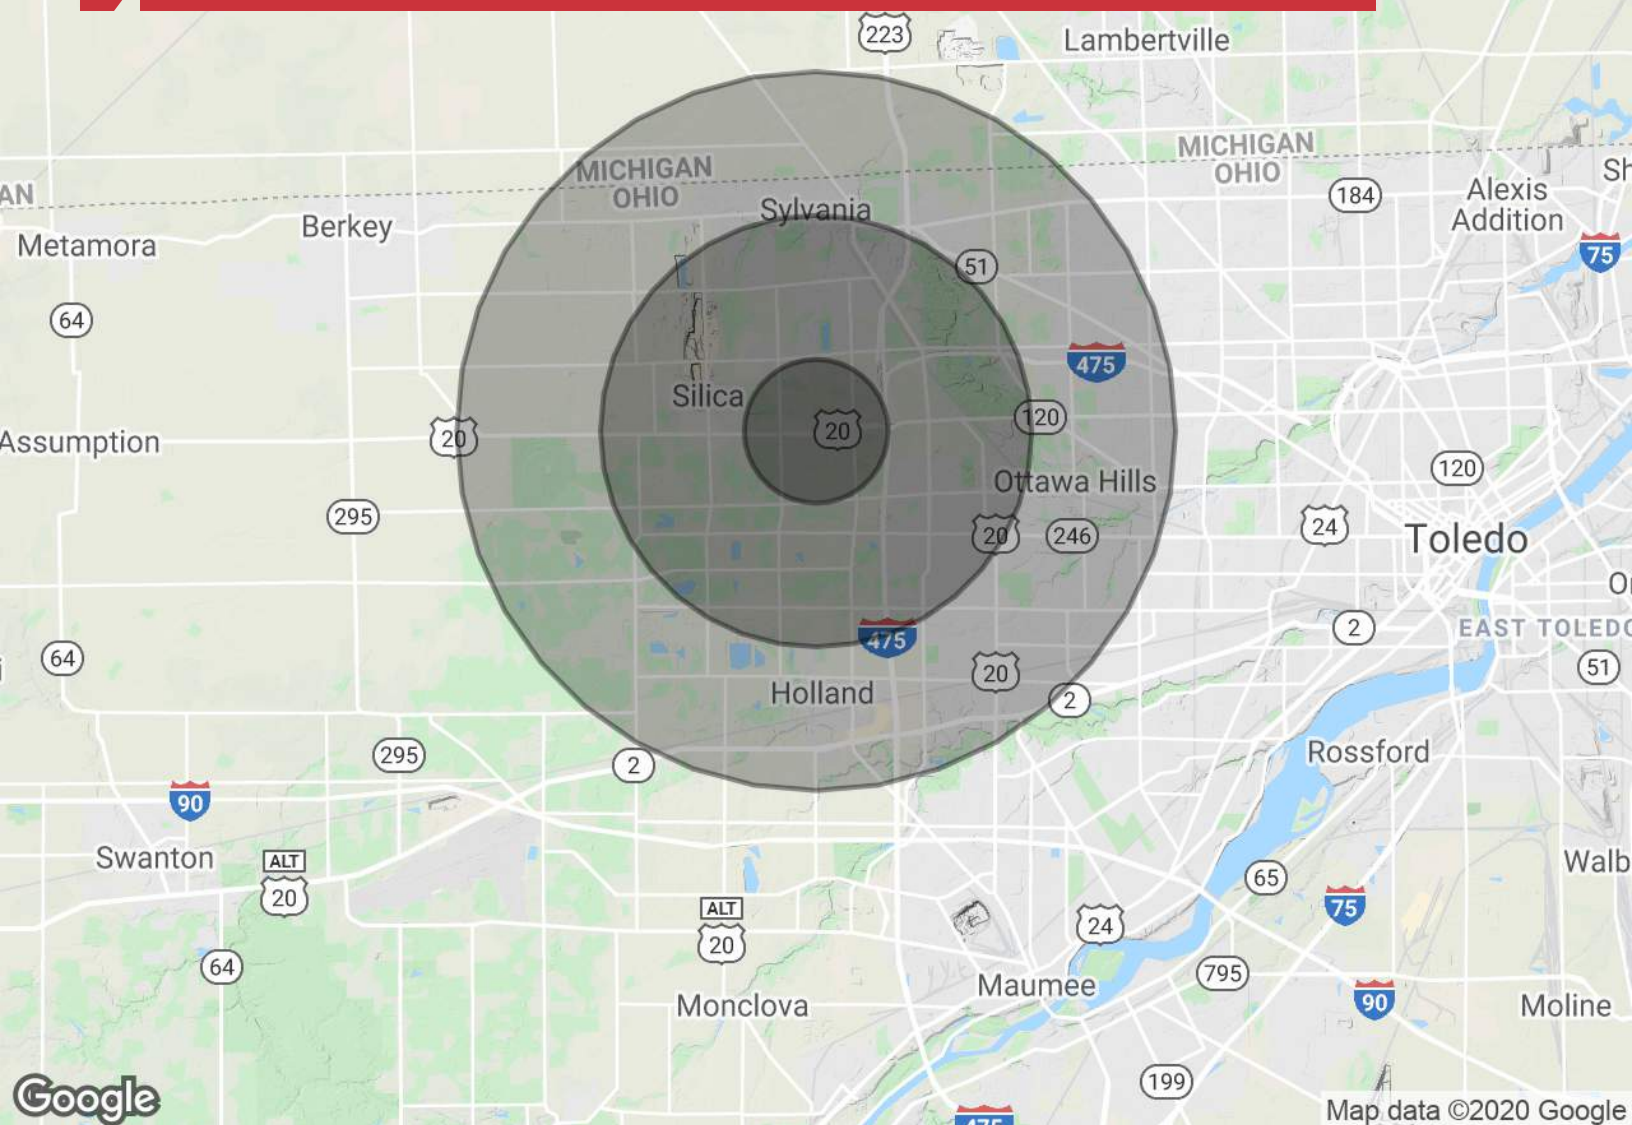 223
Lambertville
MICHIGAN
OHIO
MICHIGAN
OHIO
AN
Sh
184
Alexis
Addition
Berkey
Sylvania
Metamora
51
75
64
475
Silica
120
20
20
Assumption
120
Ottawa Hills
295
24
20
246
Toledo
O
2
EAST TOLEDO
475
64
51
20
Holland
2
295
2
Rossford
90
Swanton
ALT
20
Walb
65
75
ALT
20
24
64
795
Maumee
Monclova
90
Moline
199
475
Google
Map data ©2020 Google